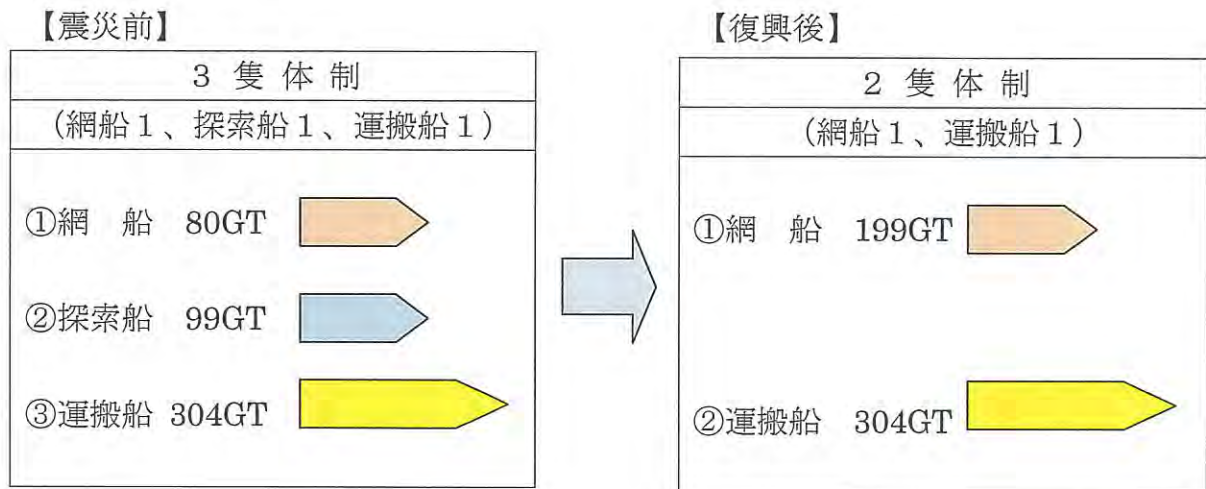 【震災前】
3 隻 体 制
(網船1、探索船1、運搬船1)
①網　船　80GT
②探索船　99GT
③運搬船 304GT
【復興後】
2 隻 体 制
(網船1、運搬船1)
①網　船　199GT
②運搬船　304GT